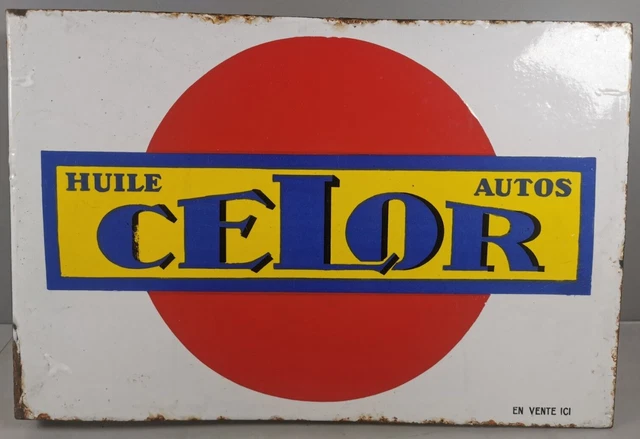 HUILE AUTOS
CELOR
EN VENTE ICI